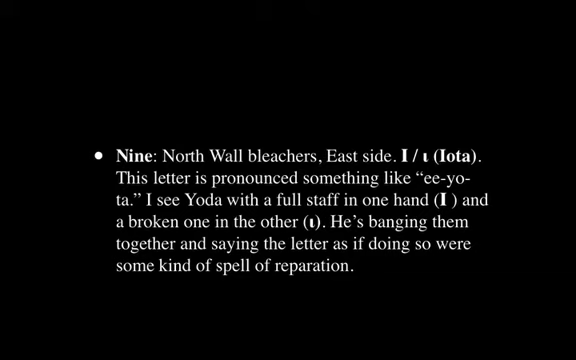 • Nine: North Wall bleachers, East side. I / ι (Iota).
This letter is pronounced something like “ee-yo-
ta.” I see Yoda with a full staff in one hand (I ) and
a broken one in the other (ι). He’s banging them
together and saying the letter as if doing so were
some kind of spell of reparation.